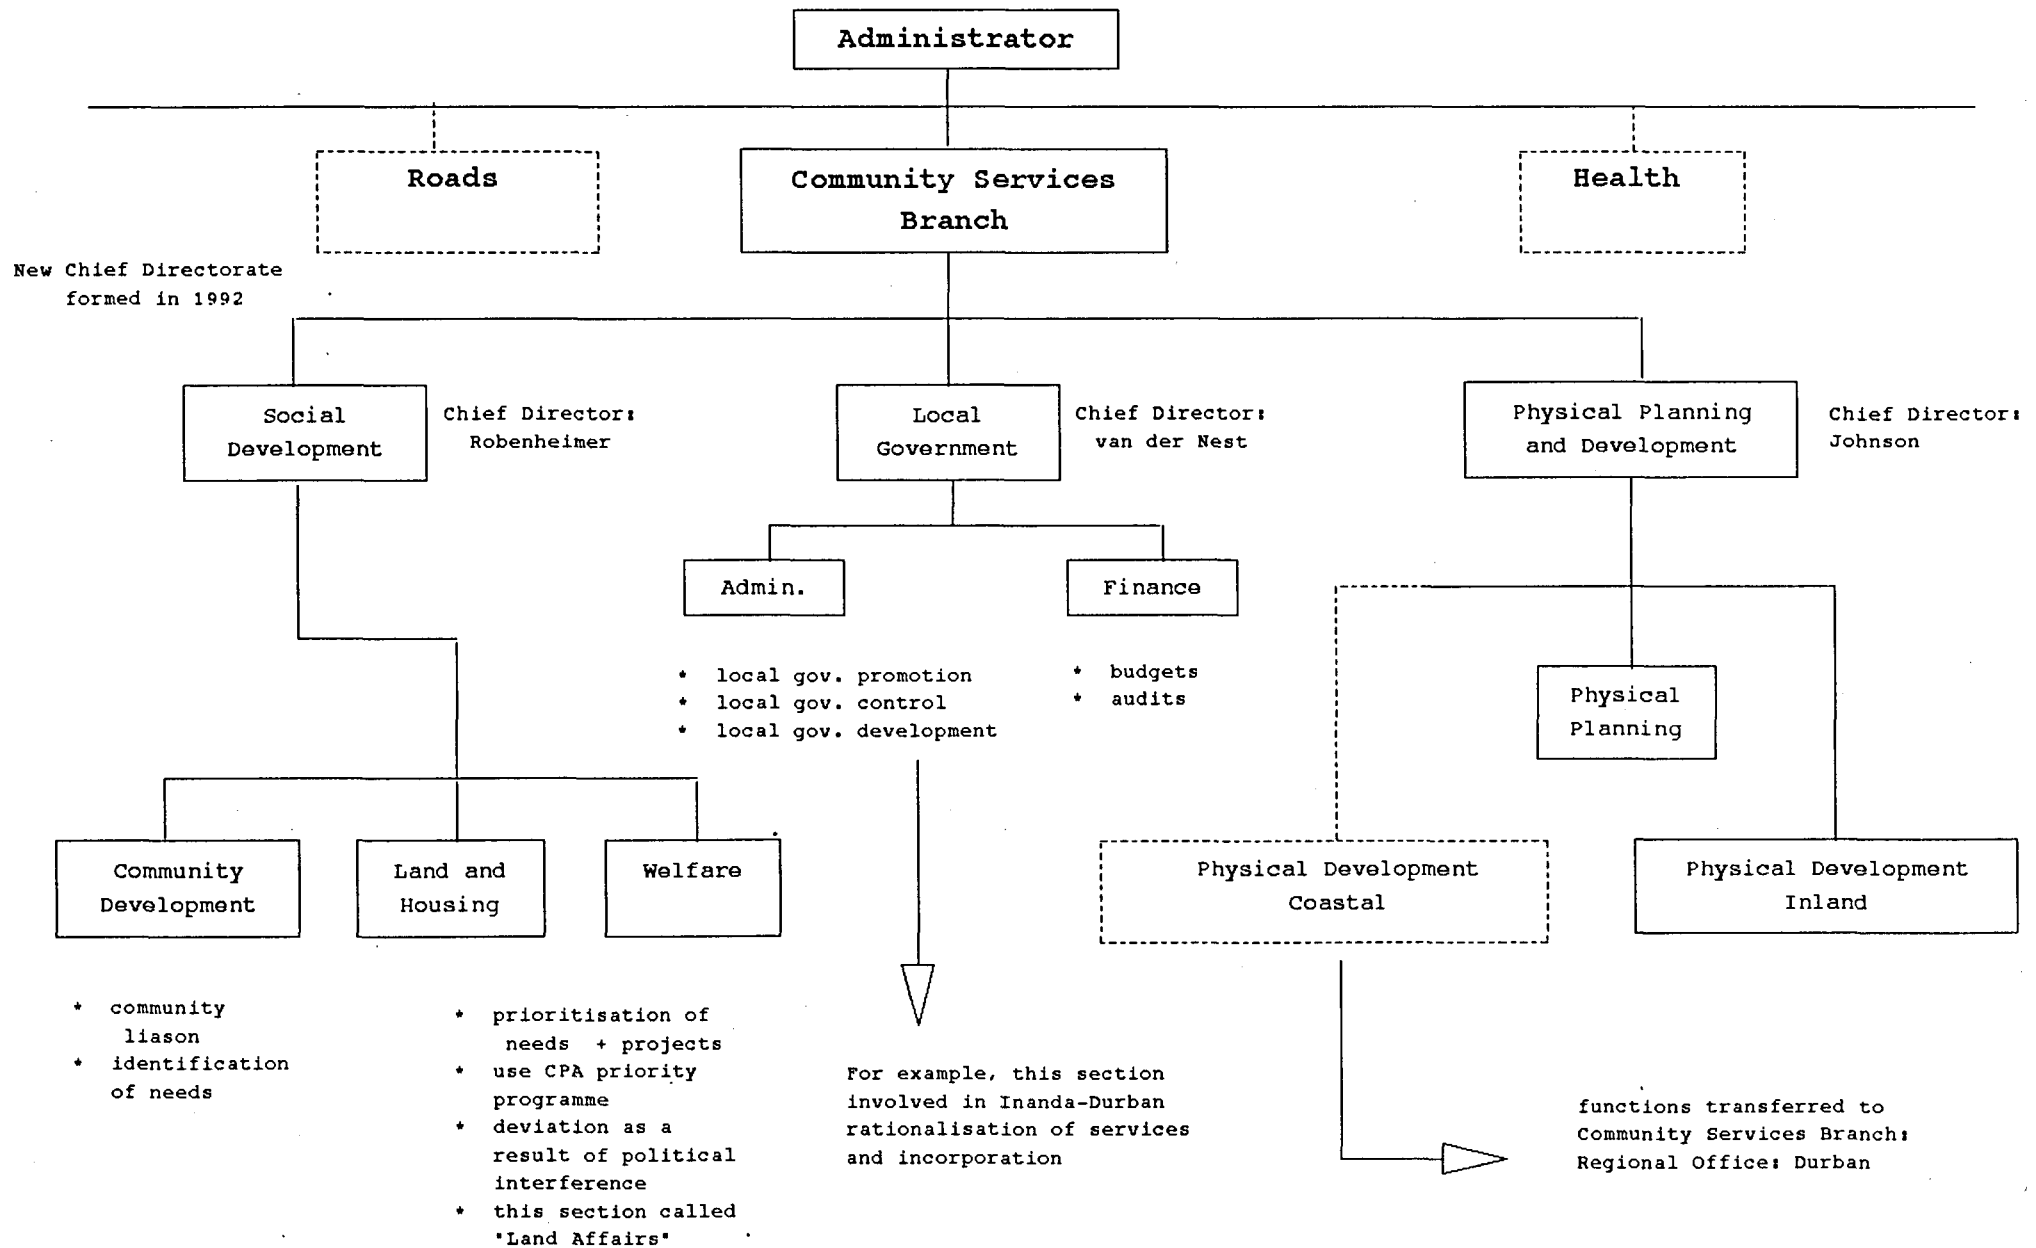 Administrator
Roads
Community Services
Branch
Health
New Chief Directorate
formed in 1992
Social
Development
Chief Director:
Robenheimer
Local
Government
Chief Director:
van der Nest
Physical Planning
and Development
Chief Director:
Johnson
Admin.
Finance
* local gov. promotion
* local gov. control
* local gov. development
* budgets
* audits
Physical
Planning
Community
Development
Land and
Housing
Welfare
Physical Development
Coastal
Physical Development
Inland
* community
liason
* identification
of needs
* prioritisation of
needs + projects
* use CPA priority
programme
* deviation as a
result of political
interference
* this section called
"Land Affairs"
For example, this section
involved in Inanda-Durban
rationalisation of services
and incorporation
functions transferred to
Community Services Branch:
Regional Office: Durban